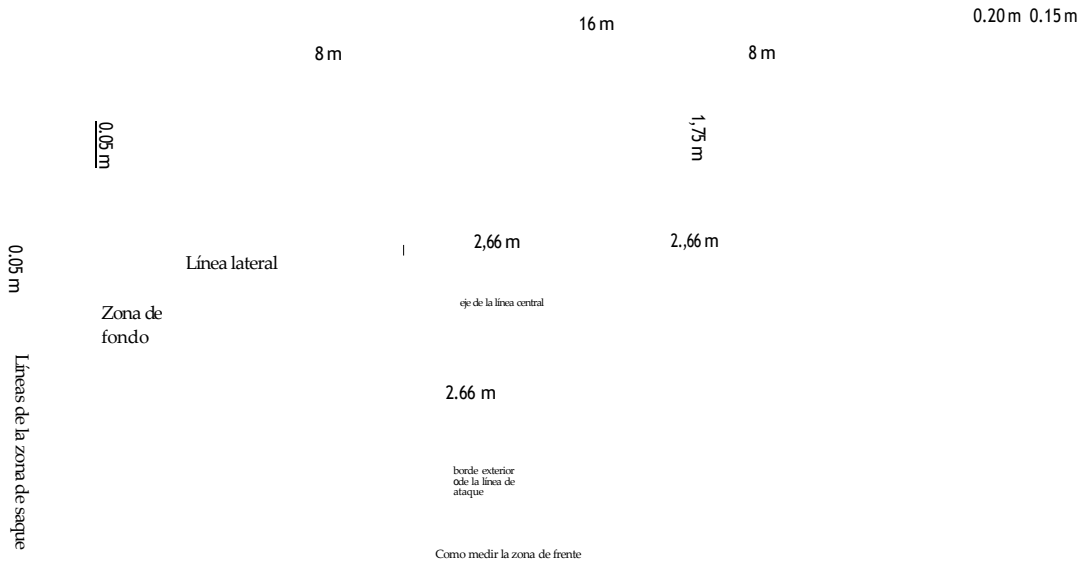 16 m
0.20 m 0.15 m
8 m
8 m
0.05 m
1,75 m
2,66 m
2.,66 m
0.05 m
Línea lateral
eje de la línea central
Zona de
fondo
Líneas de la zona de saque
2.66 m
borde exterior
ode la línea de
ataque
Como medir la zona de frente